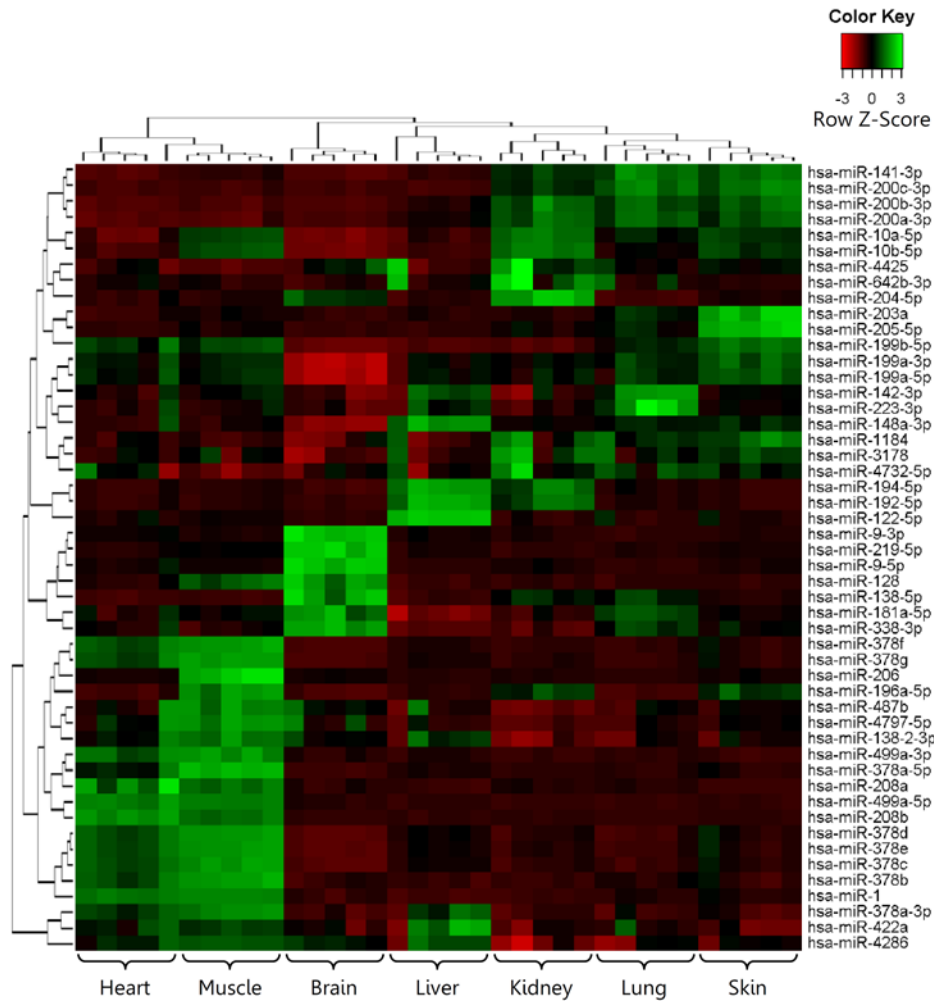 Color Key
-3 0 3
Row Z-Score
hsa-miR-141-3p
hsa-miR-200c-3p
hsa-miR-200b-3p
hsa-miR-200a-3p
hsa-miR-10a-5p
hsa-miR-10b-5p
hsa-miR-4425
hsa-miR-642b-3p
hsa-miR-204-5p
hsa-miR-203a
hsa-miR-205-5p
hsa-miR-199b-5p
hsa-miR-199a-3p
hsa-miR-199a-5p
hsa-miR-142-3p
hsa-miR-223-3p
hsa-miR-148a-3p
hsa-miR-1184
hsa-miR-3178
hsa-miR-4732-5p
hsa-miR-194-5p
hsa-miR-192-5p
hsa-miR-122-5p
hsa-miR-9-3p
hsa-miR-219-5p
hsa-miR-9-5p
hsa-miR-128
hsa-miR-138-5p
hsa-miR-181a-5p
hsa-miR-338-3p
hsa-miR-378f
hsa-miR-378g
hsa-miR-206
hsa-miR-196a-5p
hsa-miR-487b
hsa-miR-4797-5p
hsa-miR-138-2-3p
hsa-miR-499a-3p
hsa-miR-378a-5p
hsa-miR-208a
hsa-miR-499a-5p
hsa-miR-208b
hsa-miR-378d
hsa-miR-378e
hsa-miR-378c
hsa-miR-378b
hsa-miR-1
hsa-miR-378a-3p
hsa-miR-422a
hsa-miR-4286
Heart Muscle Brain Liver Kidney Lung Skin